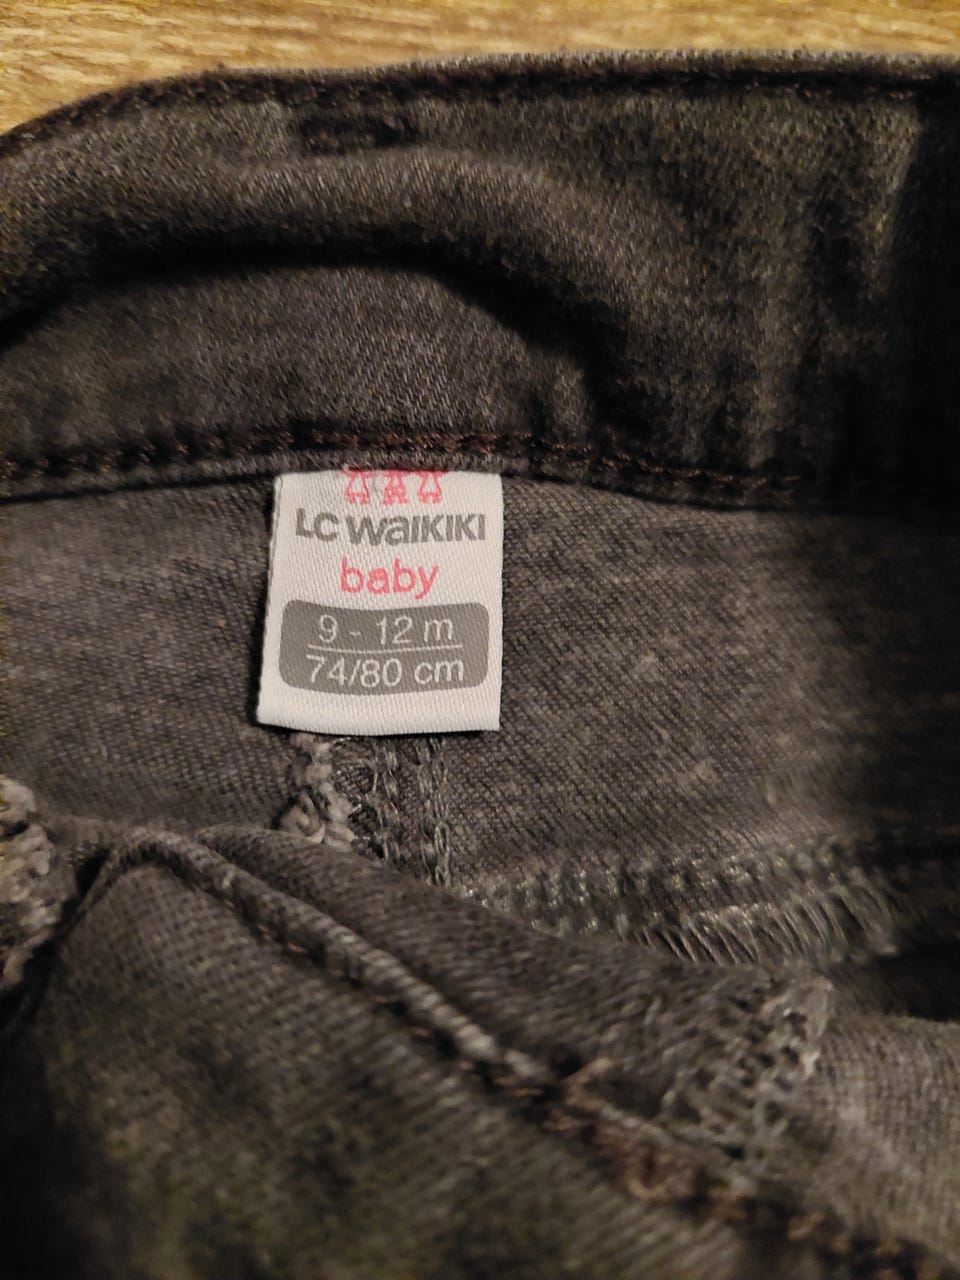 LC WAIKIKI
baby
9 - 12 m
74/80 cm